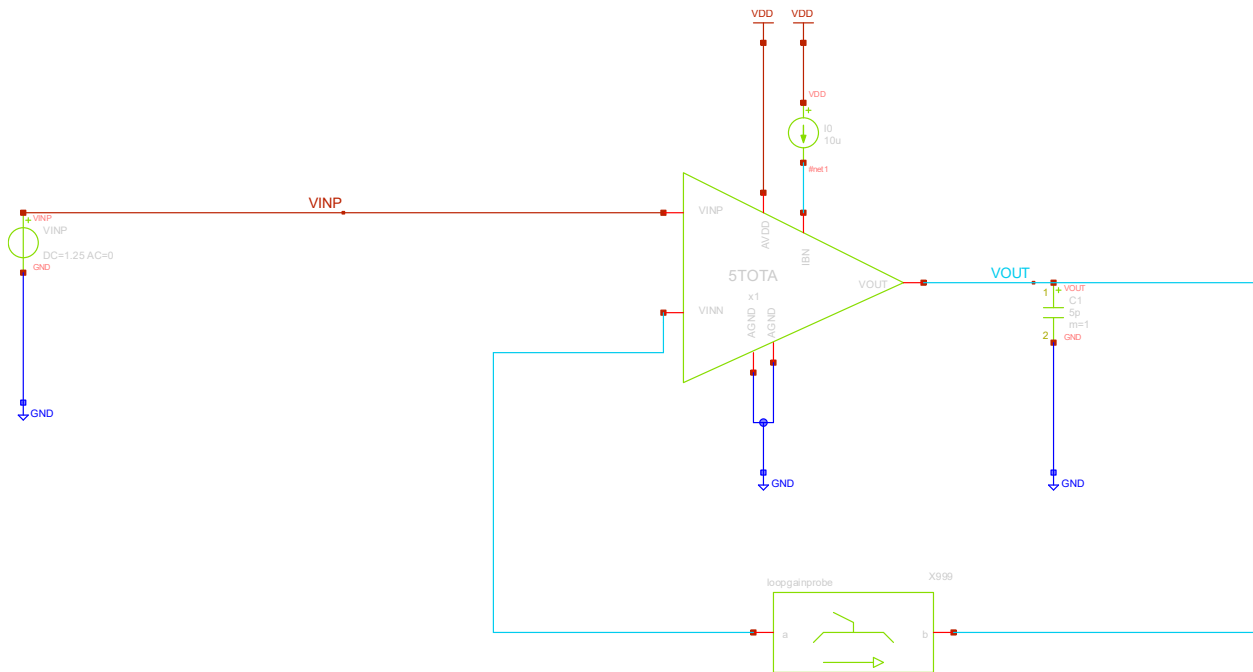 VDD
VDD
VDD
I0
10u
#net1
VINP
VINP
VINP
DC=1.25 AC=0
GND
GND
VINP
AVDD
IBN
5TOTA
x1
VOUT
VINN
AGND
AGND
GND
VOUT
1
VOUT
C1
5p
m=1
2
GND
GND
loopgainprobe
X999
a
b